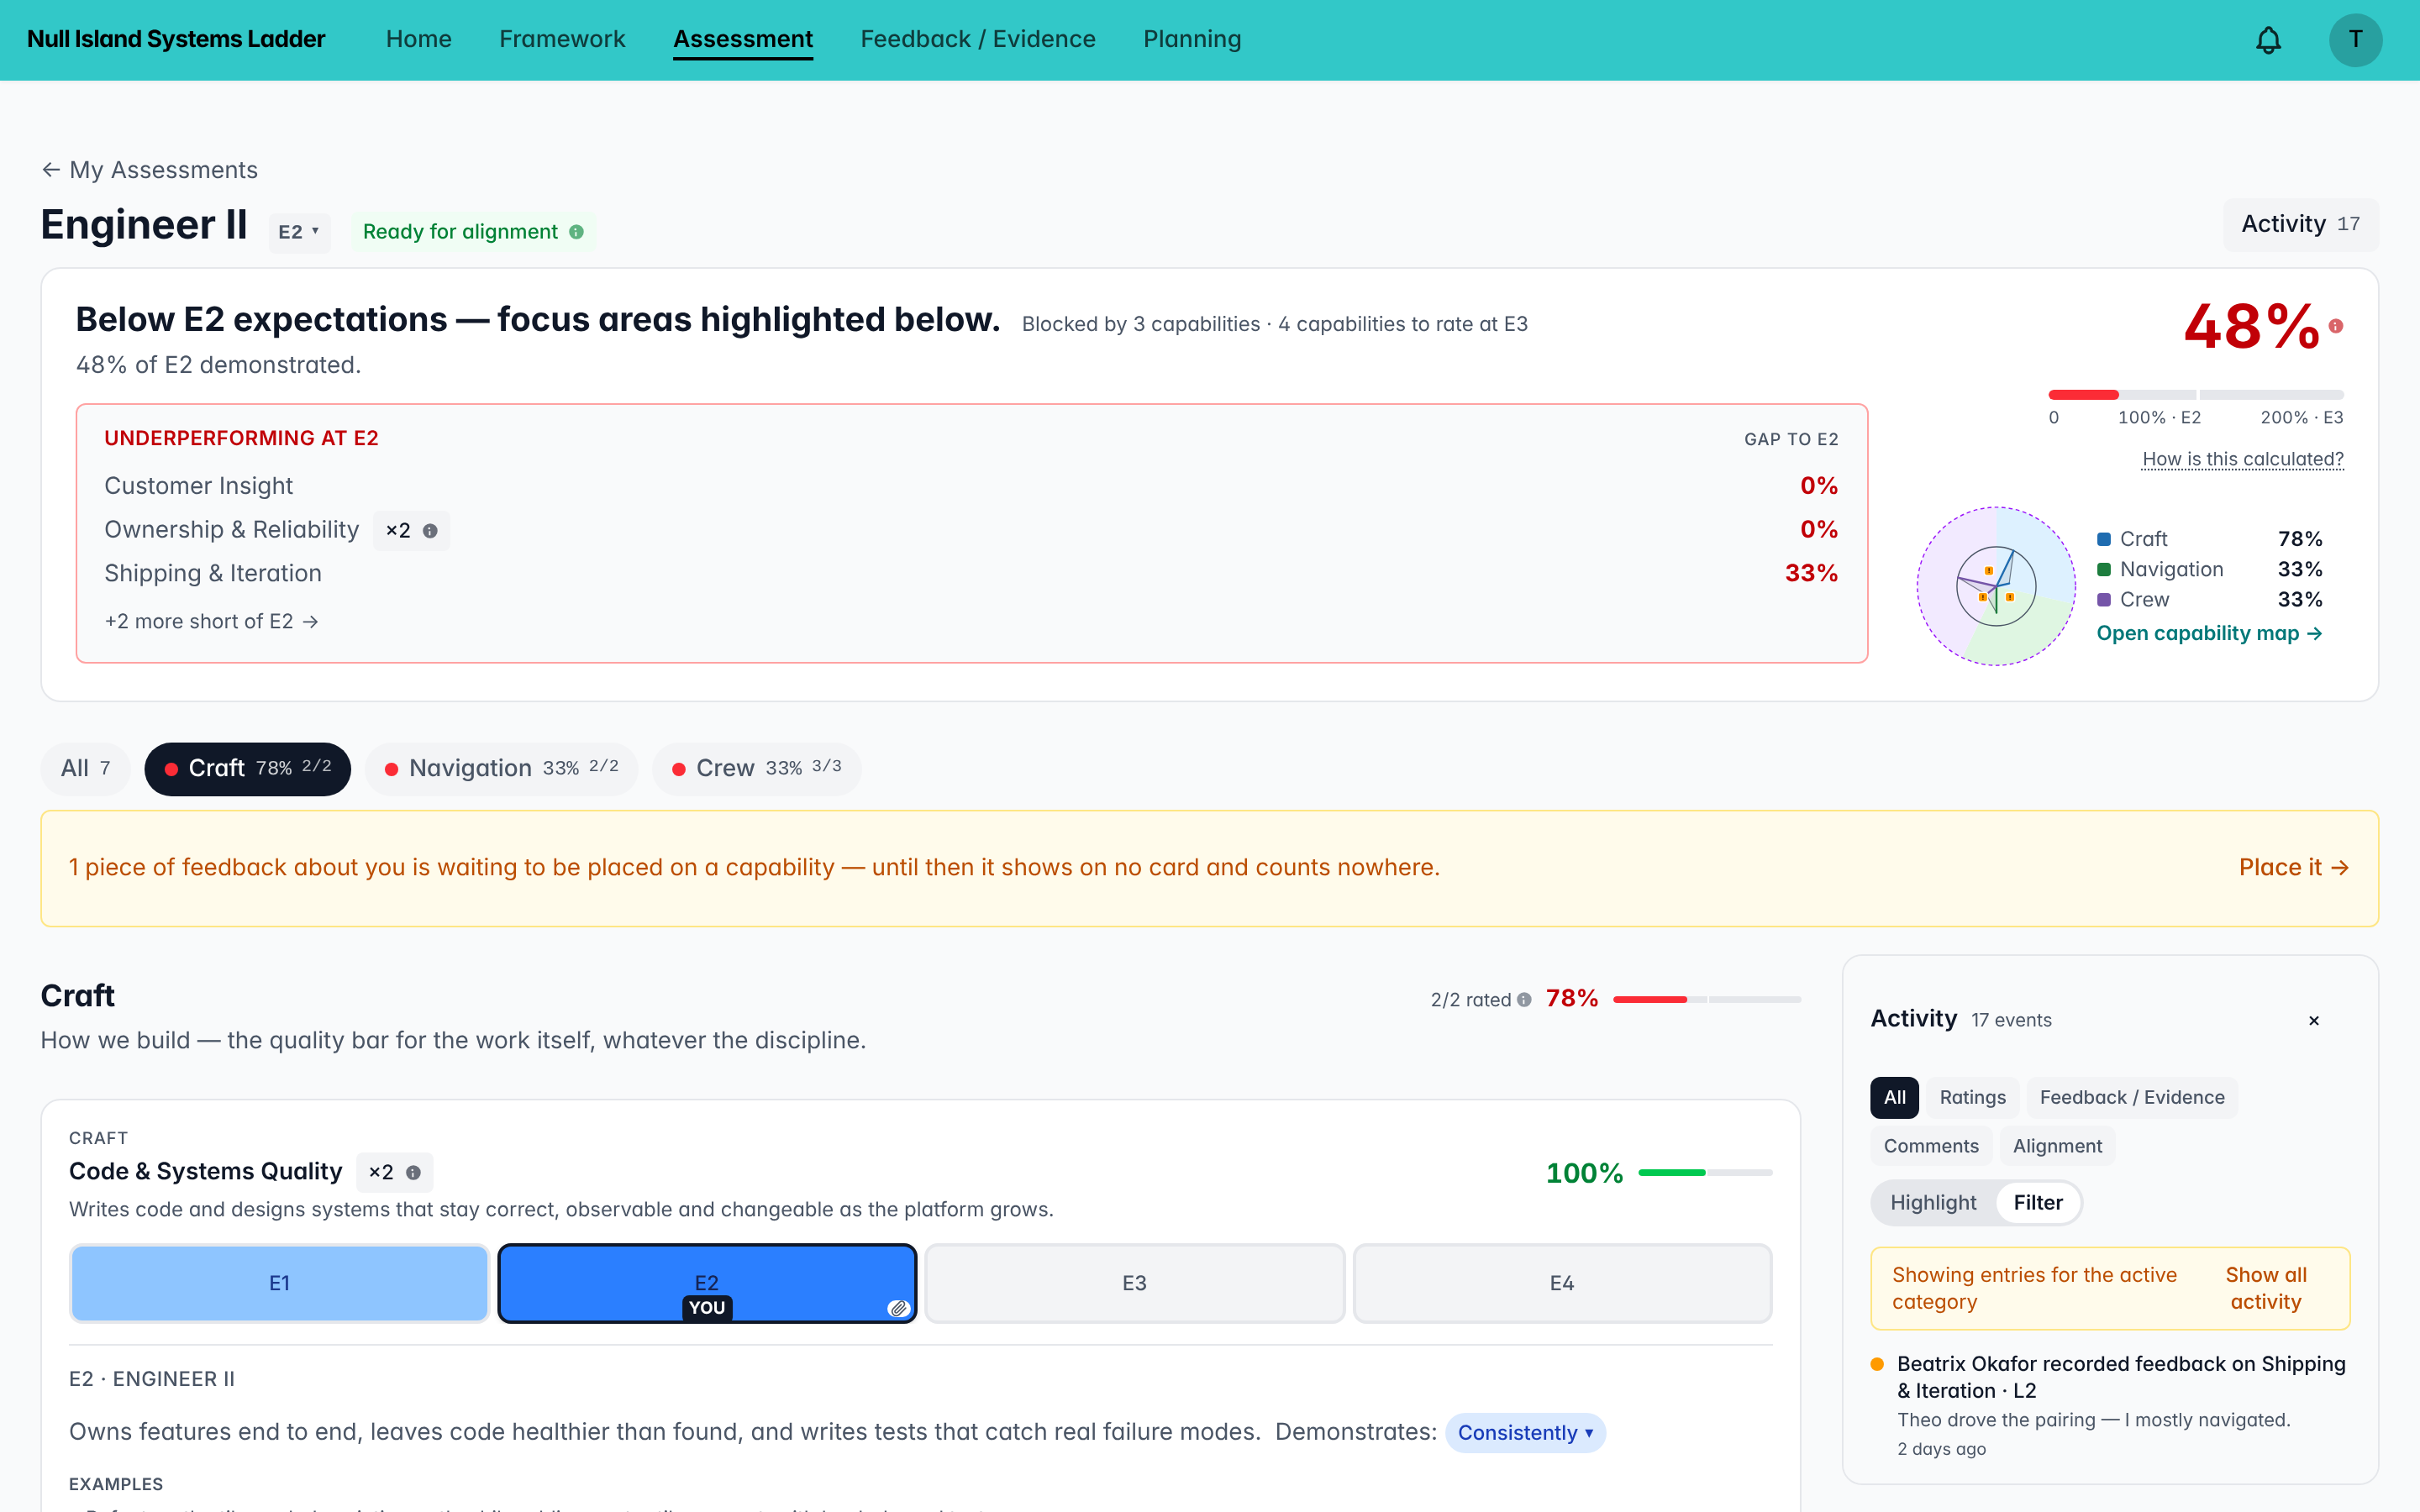 Null Island Systems Ladder
Home
Framework
Assessment
Feedback / Evidence
Planning
T
← My Assessments
Engineer II
E2 ▾
Ready for alignment
Activity 17
Below E2 expectations — focus areas highlighted below.
Blocked by 3 capabilities · 4 capabilities to rate at E3
48% of E2 demonstrated.
48%
0
100% · E2
200% · E3
How is this calculated?
UNDERPERFORMING AT E2
GAP TO E2
Customer Insight
0%
Ownership & Reliability ×2
0%
Shipping & Iteration
33%
+2 more short of E2 →
Craft 78%
Navigation 33%
Crew 33%
Open capability map →
All 7
Craft 78% 2/2
Navigation 33% 2/2
Crew 33% 3/3
1 piece of feedback about you is waiting to be placed on a capability — until then it shows on no card and counts nowhere.
Place it →
Craft
2/2 rated
78%
How we build — the quality bar for the work itself, whatever the discipline.
CRAFT
Code & Systems Quality ×2
100%
Writes code and designs systems that stay correct, observable and changeable as the platform grows.
E1
E2
YOU
E3
E4
E2 · ENGINEER II
Owns features end to end, leaves code healthier than found, and writes tests that catch real failure modes. Demonstrates: Consistently ▾
EXAMPLES
Activity 17 events
×
All
Ratings
Feedback / Evidence
Comments
Alignment
Highlight
Filter
Showing entries for the active
category
Show all
activity
Beatrix Okafor recorded feedback on Shipping
& Iteration · L2
Theo drove the pairing — I mostly navigated.
2 days ago